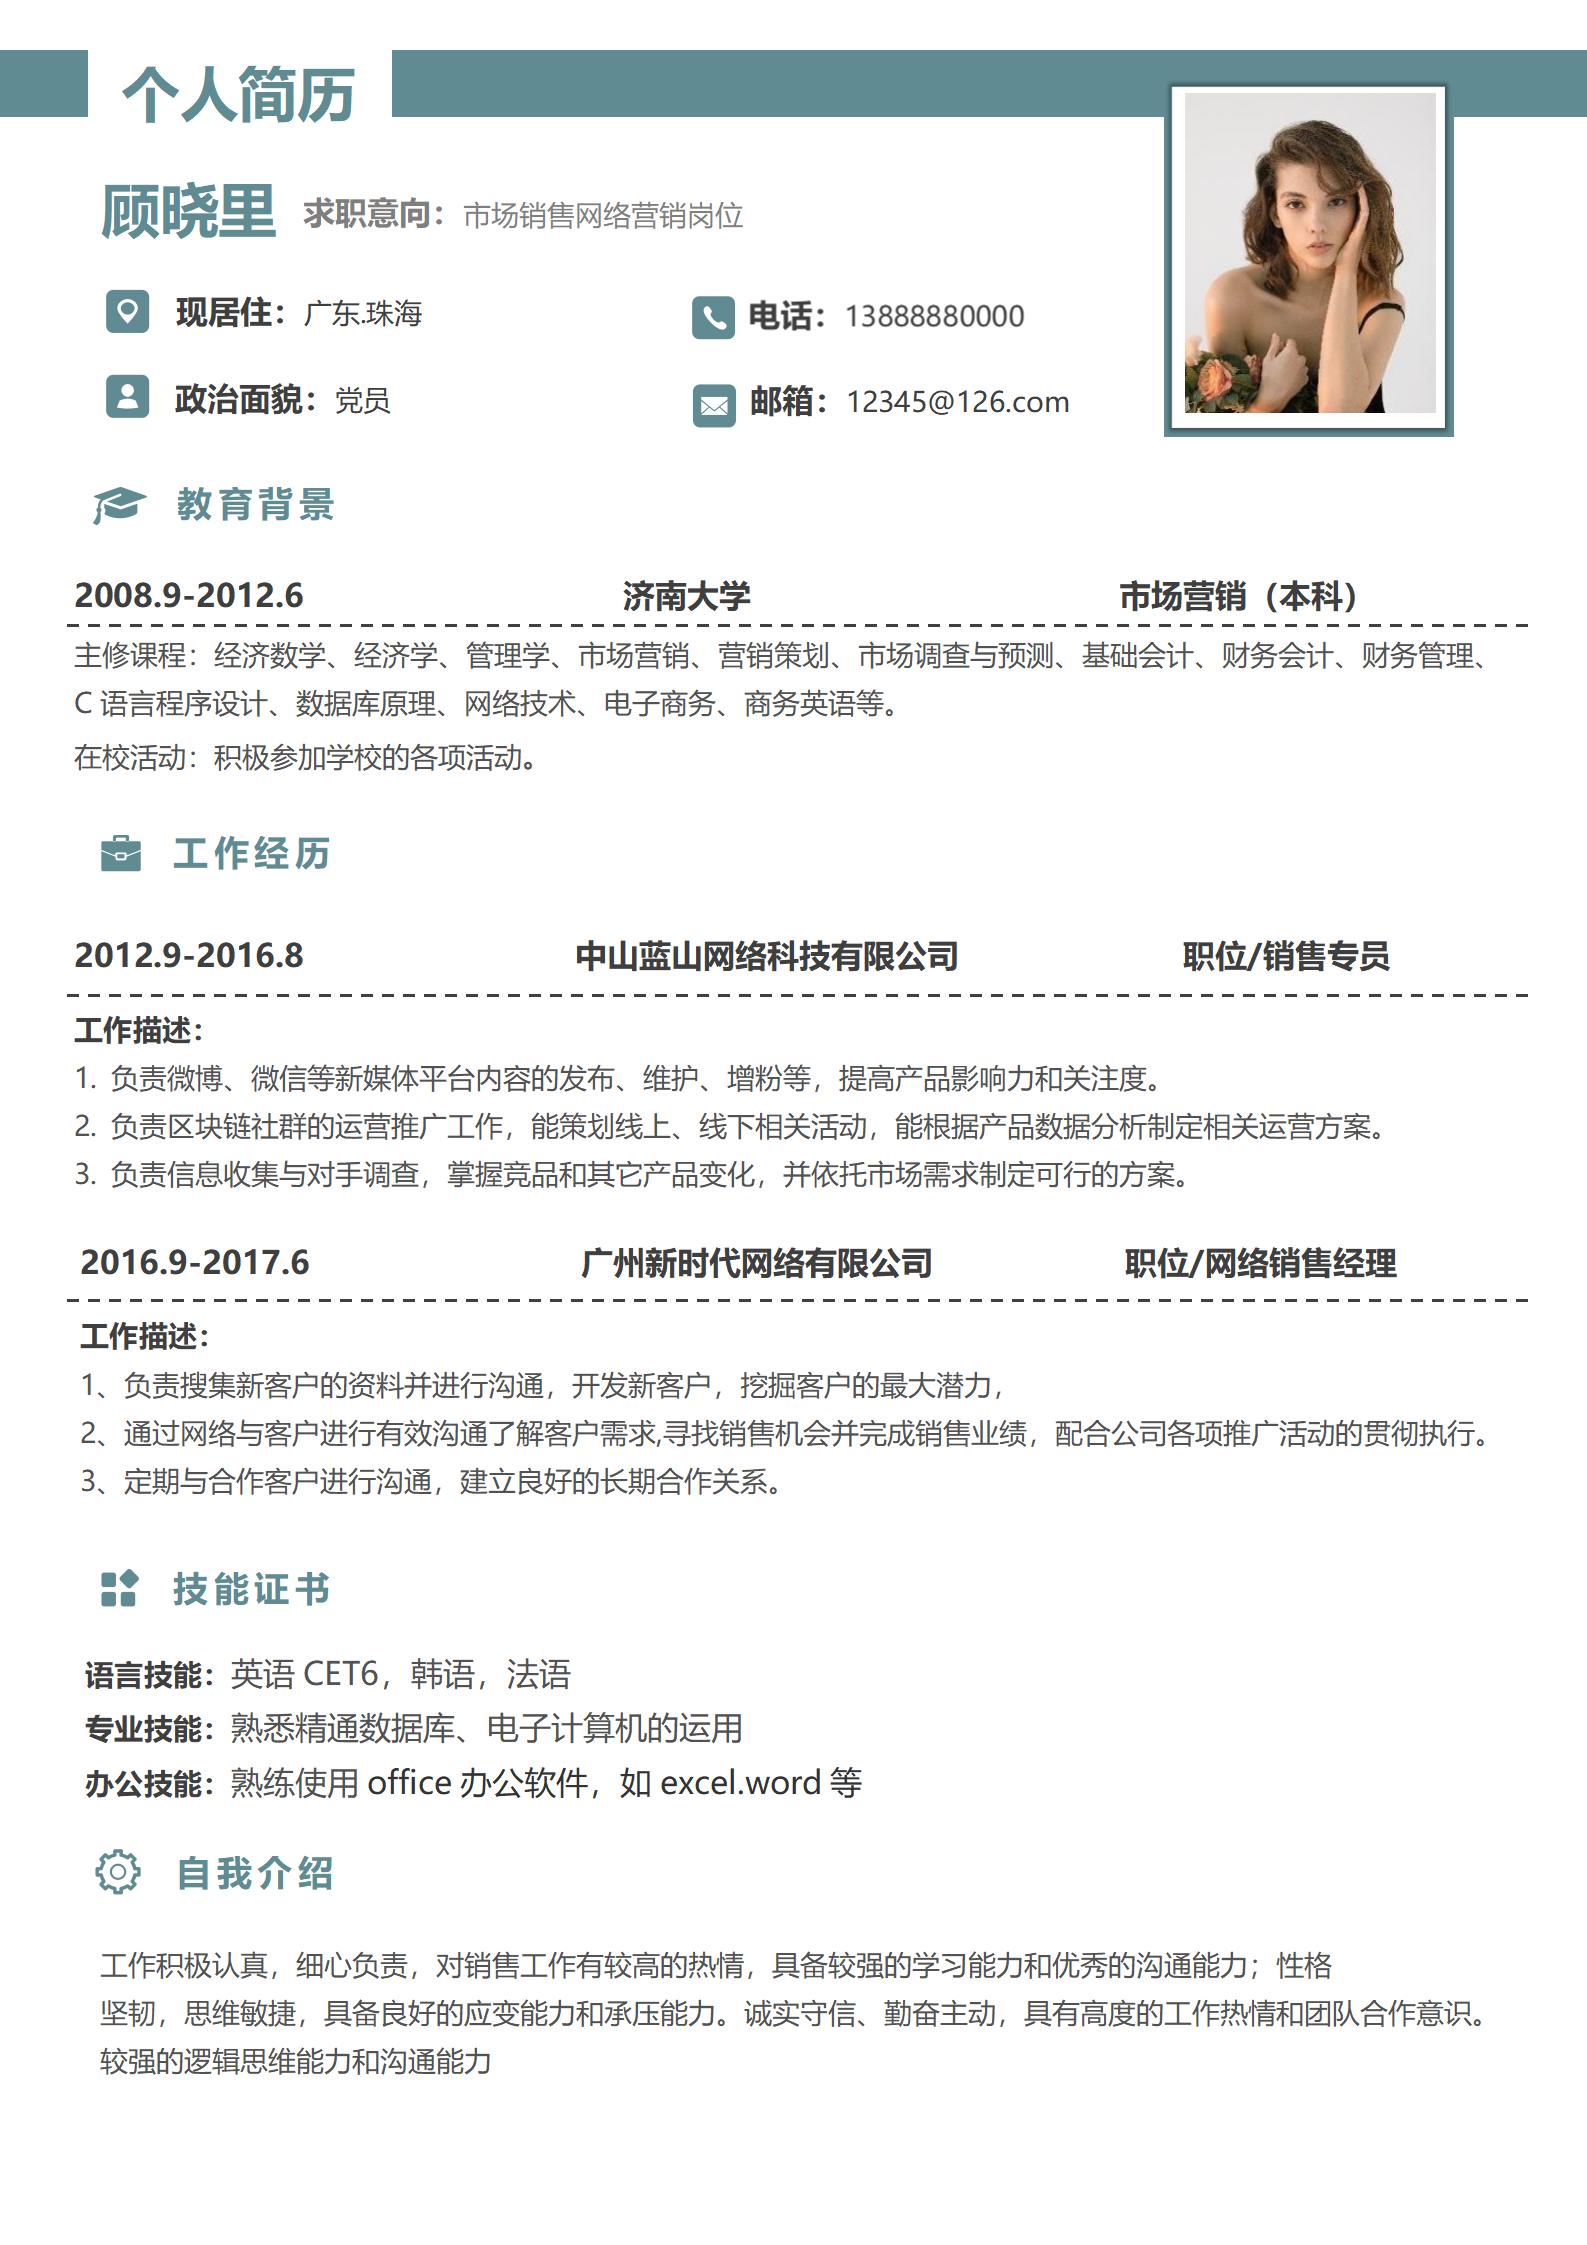 个人简历
顾晓里 求职意向：市场销售网络营销岗位
现居住：广东.珠海
电话：13888880000
政治面貌：党员
邮箱：12345@126.com
教育背景
2008.9-2012.6 济南大学 市场营销（本科）
主修课程：经济数学、经济学、管理学、市场营销、营销策划、市场调查与预测、基础会计、财务会计、财务管理、
C 语言程序设计、数据库原理、网络技术、电子商务、商务英语等。
在校活动：积极参加学校的各项活动。
工作经历
2012.9-2016.8 中山蓝山网络科技有限公司 职位/销售专员
工作描述：
1. 负责微博、微信等新媒体平台内容的发布、维护、增粉等，提高产品影响力和关注度。
2. 负责区块链社群的运营推广工作，能策划线上、线下相关活动，能根据产品数据分析制定相关运营方案。
3. 负责信息收集与对手调查，掌握竞品和其它产品变化，并依托市场需求制定可行的方案。
2016.9-2017.6 广州新时代网络有限公司 职位/网络销售经理
工作描述：
1、负责搜集新客户的资料并进行沟通，开发新客户，挖掘客户的最大潜力，
2、通过网络与客户进行有效沟通了解客户需求,寻找销售机会并完成销售业绩，配合公司各项推广活动的贯彻执行。
3、定期与合作客户进行沟通，建立良好的长期合作关系。
技能证书
语言技能：英语 CET6，韩语，法语
专业技能：熟悉精通数据库、电子计算机的运用
办公技能：熟练使用 office 办公软件，如 excel.word 等
自我介绍
工作积极认真，细心负责，对销售工作有较高的热情，具备较强的学习能力和优秀的沟通能力；性格
坚韧，思维敏捷，具备良好的应变能力和承压能力。诚实守信、勤奋主动，具有高度的工作热情和团队合作意识。
较强的逻辑思维能力和沟通能力